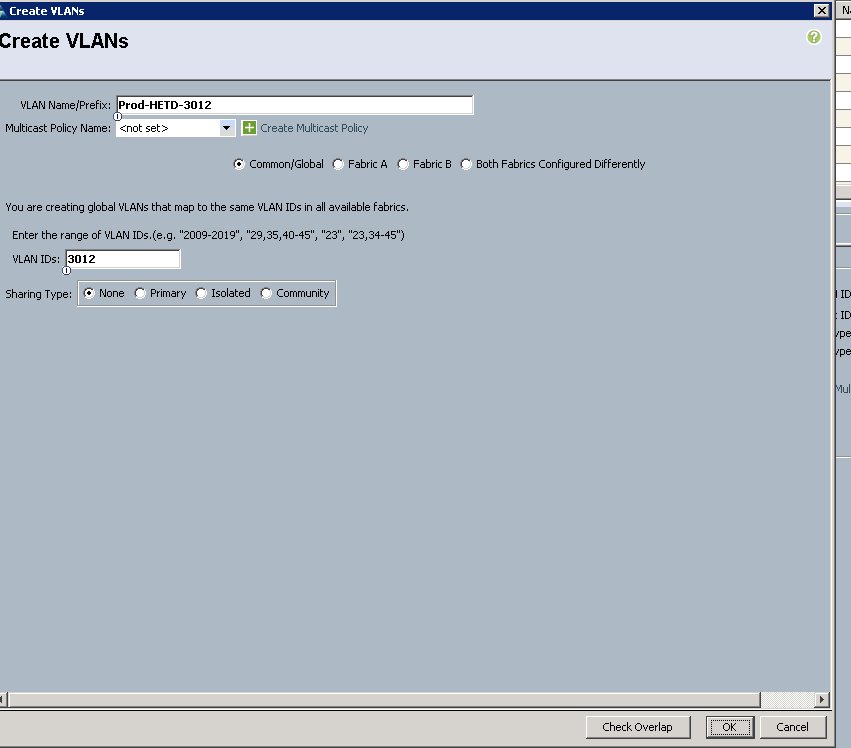 Create VLANs
Create VLANs
VLAN Name/Prefix: Prod-HETD-3012
Multicast Policy Name: <not set> Create Multicast Policy
Common/Global Fabric A Fabric B Both Fabrics Configured Differently
You are creating global VLANs that map to the same VLAN IDs in all available fabrics.
Enter the range of VLAN IDs.(e.g. "2009-2019", "29,35,40-45", "23", "23,34-45")
VLAN IDs: 3012
Sharing Type: None Primary Isolated Community
Check Overlap OK Cancel